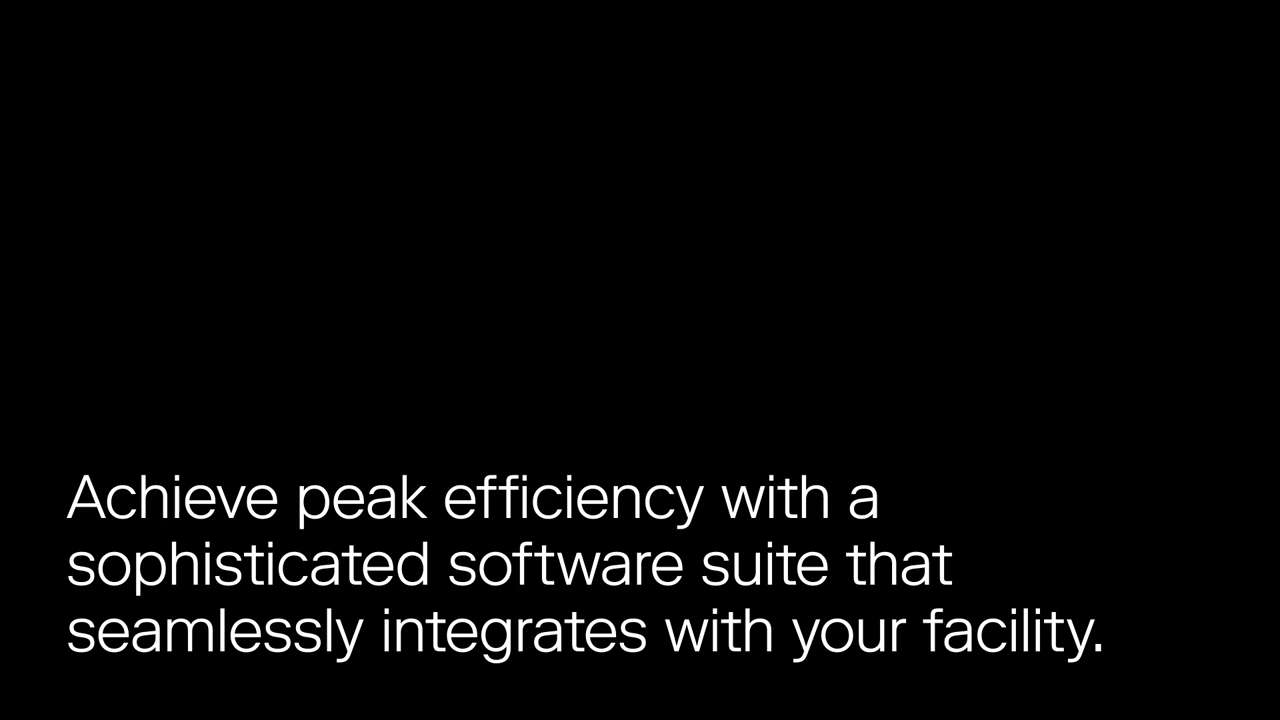 Achieve peak efficiency with a
sophisticated software suite that
seamlessly integrates with your facility.